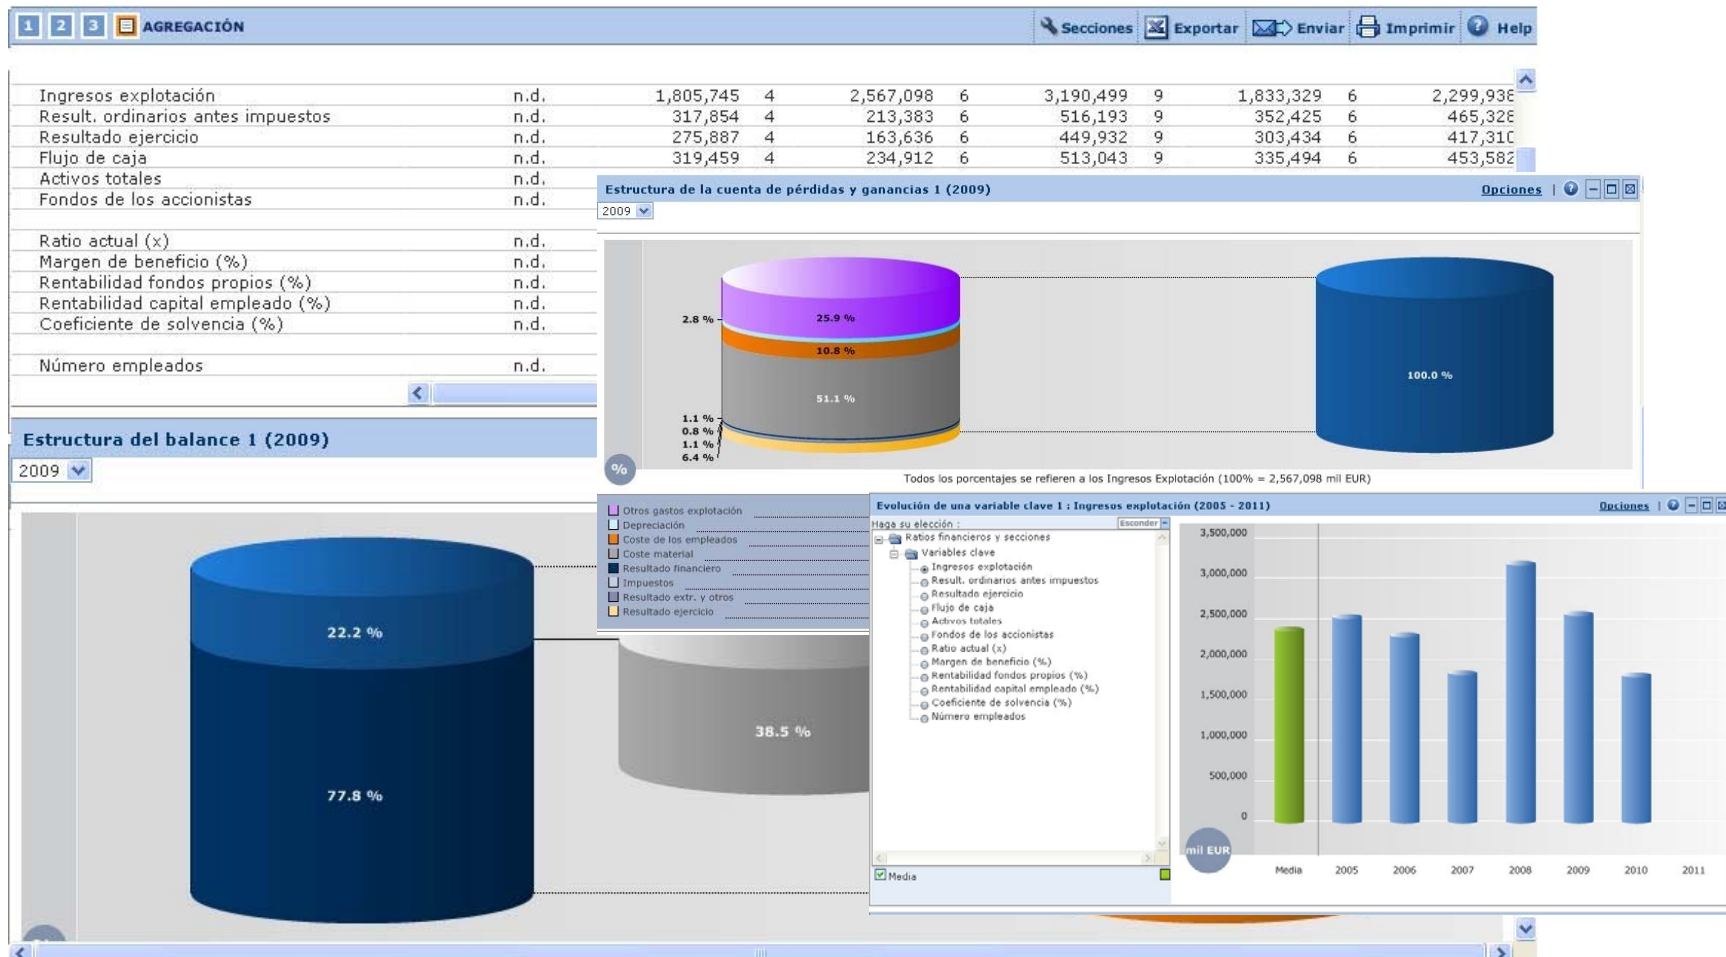 1 2 3 AGREGACIÓN Secciones Exportar Enviar Imprimir Help
Ingresos explotación n.d. 1,805,745 4 2,567,098 6 3,190,499 9 1,833,329 6 2,299,938
Result. ordinarios antes impuestos n.d. 317,854 4 213,383 6 516,193 9 352,425 6 465,328
Resultado ejercicio n.d. 275,887 4 163,636 6 449,932 9 303,434 6 417,310
Flujo de caja n.d. 319,459 4 234,912 6 513,043 9 335,494 6 453,582
Activos totales n.d.
Fondos de los accionistas n.d.
Ratio actual (x) n.d.
Margen de beneficio (%) n.d.
Rentabilidad fondos propios (%) n.d.
Rentabilidad capital empleado (%) n.d.
Coeficiente de solvencia (%) n.d.
Número empleados n.d.
Estructura de la cuenta de pérdidas y ganancias 1 (2009) Opciones
2009
2.8 % 25.9 %
10.8 %
100.0 %
51.1 %
1.1 %
0.8 %
1.1 %
6.4 %
%
Todos los porcentajes se refieren a los Ingresos Explotación (100% = 2,567,098 mil EUR)
Otros gastos explotación
Depreciación
Coste de los empleados
Coste material
Resultado financiero
Impuestos
Resultado extr. y otros
Resultado ejercicio
Estructura del balance 1 (2009)
2009
22.2 %
77.8 %
38.5 %
Evolución de una variable clave 1 : Ingresos explotación (2005 - 2011) Opciones
Haga su elección : Esconder
Ratios financieros y secciones
Variables clave
Ingresos explotación
Result. ordinarios antes impuestos
Resultado ejercicio
Flujo de caja
Activos totales
Fondos de los accionistas
Ratio actual (x)
Margen de beneficio (%)
Rentabilidad fondos propios (%)
Rentabilidad capital empleado (%)
Coeficiente de solvencia (%)
Número empleados
Media
3,500,000
3,000,000
2,500,000
2,000,000
1,500,000
1,000,000
500,000
0
mil EUR
Media 2005 2006 2007 2008 2009 2010 2011